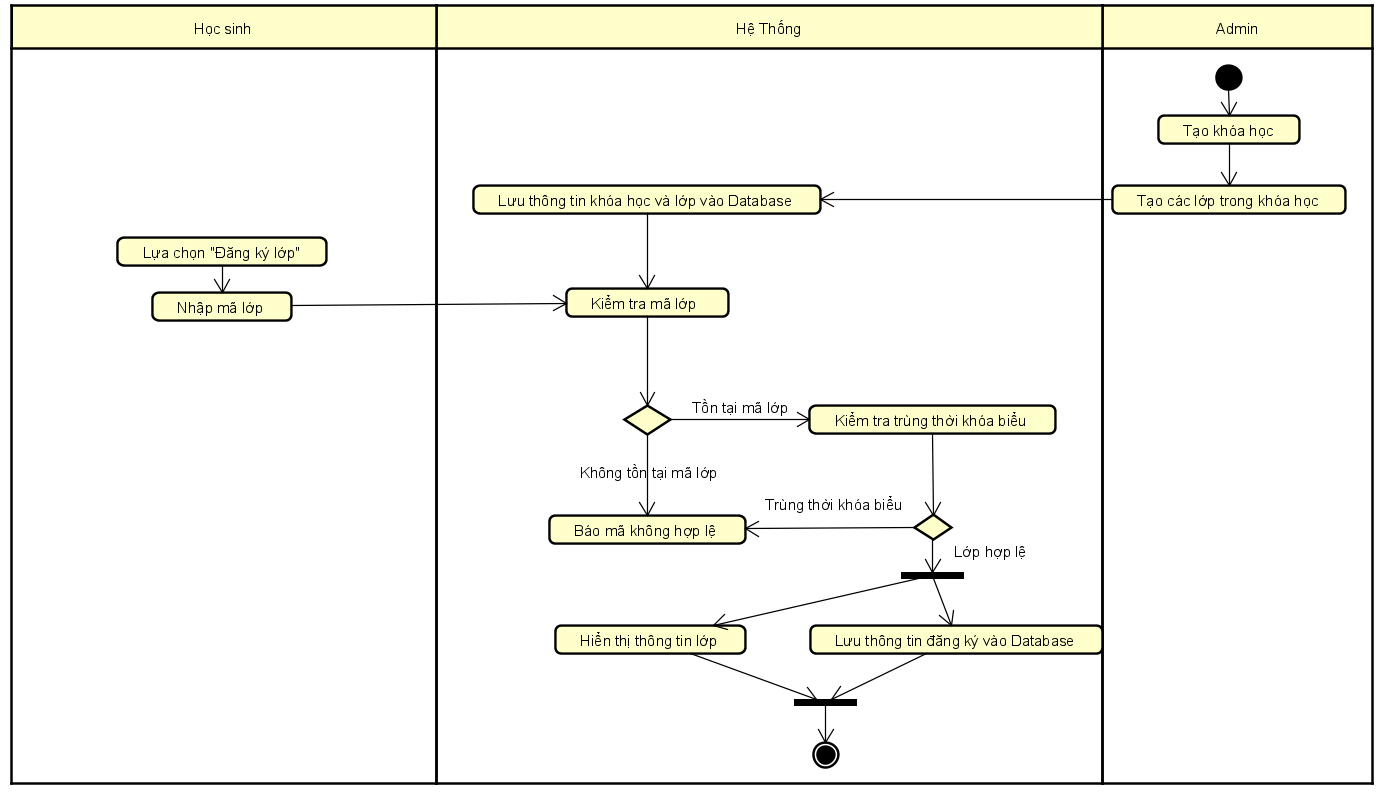 Học sinh
Hệ Thống
Admin
Tạo khóa học
Lưu thông tin khóa học và lớp vào Database
Tạo các lớp trong khóa học
Lựa chọn "Đăng ký lớp"
Nhập mã lớp
Kiểm tra mã lớp
Tồn tại mã lớp
Kiểm tra trùng thời khóa biểu
Không tồn tại mã lớp
Trùng thời khóa biểu
Báo mã không hợp lệ
Lớp hợp lệ
Hiển thị thông tin lớp
Lưu thông tin đăng ký vào Database